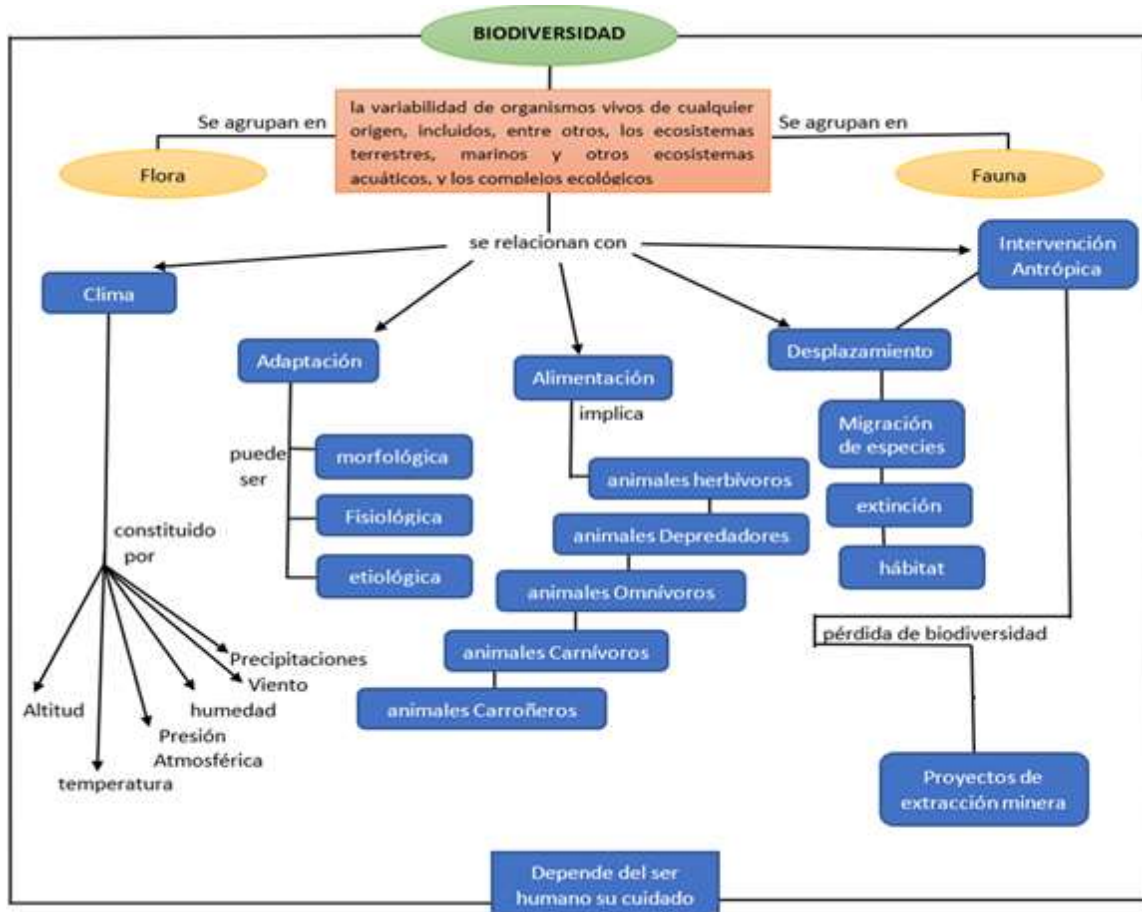 BIODIVERSIDAD
la variabilidad de organismos vivos de cualquier
origen, incluidos, entre otros, los ecosistemas
terrestres, marinos y otros ecosistemas
acuáticos, y los complejos ecológicos
Se agrupan en
Flora
Se agrupan en
Fauna
se relacionan con
Clima
constituido
por
Altitud
temperatura
Presión
Atmosférica
humedad
Viento
Precipitaciones
Adaptación
puede
ser
morfológica
Fisiológica
etiológica
Alimentación
implica
animales herbívoros
animales Depredadores
animales Omnívoros
animales Carnívoros
animales Carroñeros
Desplazamiento
Migración
de especies
extinción
hábitat
Intervención
Antrópica
pérdida de biodiversidad
Proyectos de
extracción minera
Depende del ser
humano su cuidado